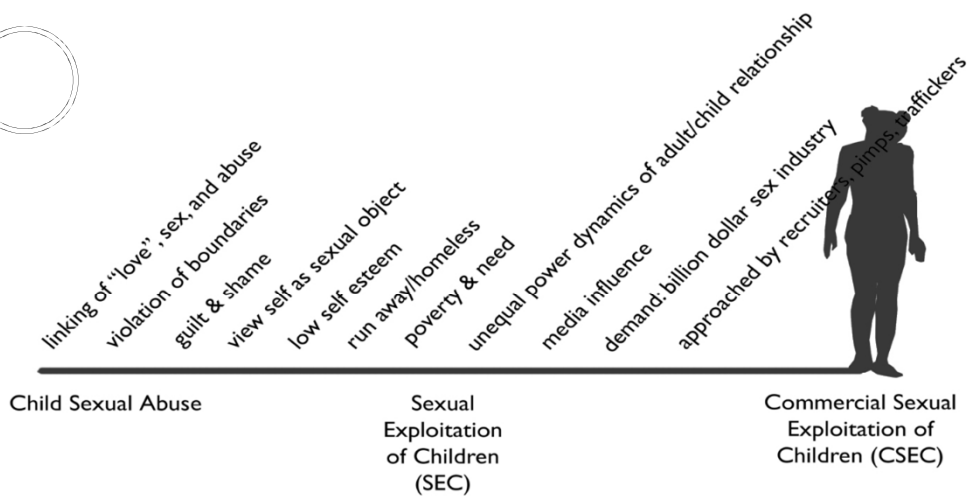 linking of “love”, sex, and abuse
violation of boundaries
guilt & shame
view self as sexual object
low self esteem
run away/homeless
poverty & need
unequal power dynamics of adult/child relationship
media influence
demand: billion dollar sex industry
approached by recruiters, pimps, traffickers
Child Sexual Abuse
Sexual
Exploitation
of Children
(SEC)
Commercial Sexual
Exploitation of
Children (CSEC)